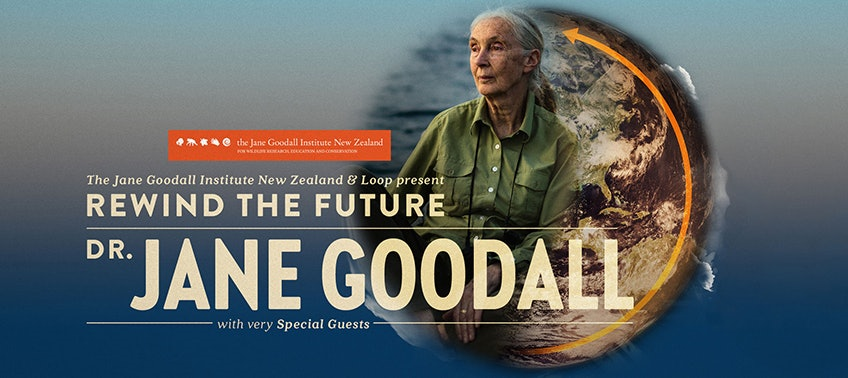 the Jane Goodall Institute New Zealand
FOR WILDLIFE RESEARCH, EDUCATION AND CONSERVATION
The Jane Goodall Institute New Zealand & Loop present
REWIND THE FUTURE
DR. JANE GOODALL
with very Special Guests